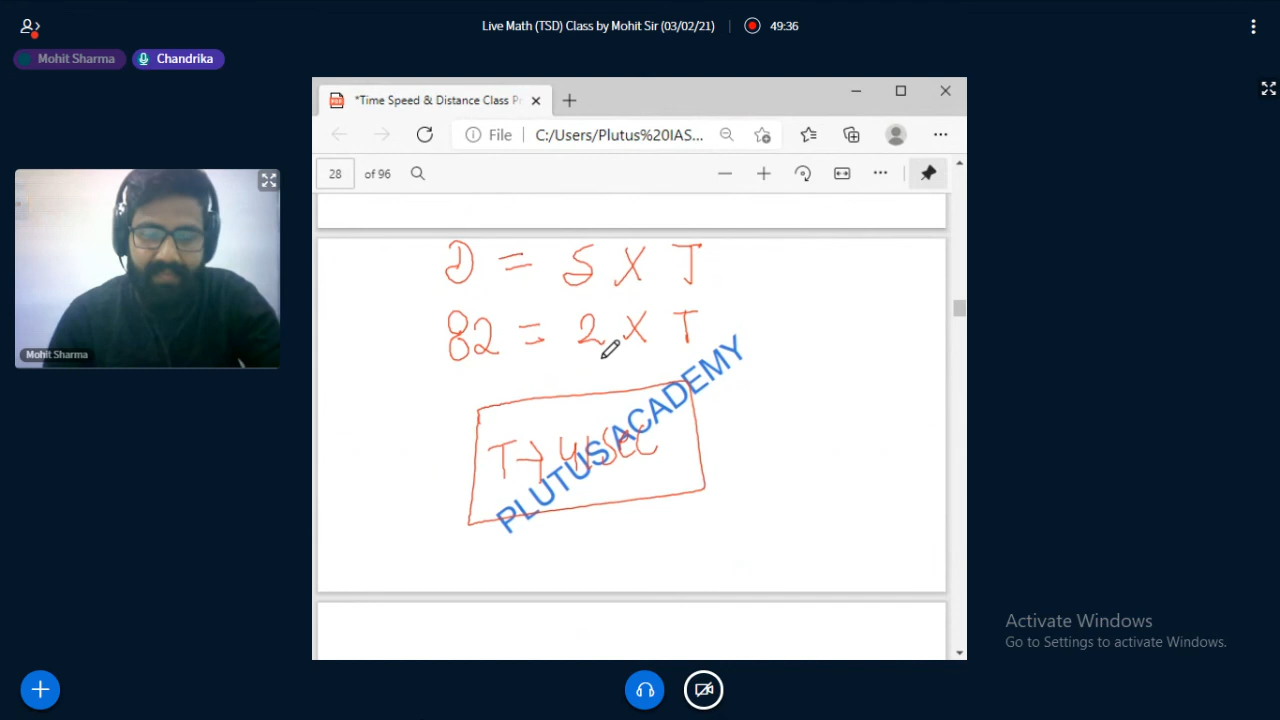 Live Math (TSD) Class by Mohit Sir (03/02/21)
49:36
Mohit Sharma
Chandrika
*Time Speed & Distance Class Pr
File
C:/Users/Plutus%20IAS...
28
of 96
D = S X T
82 = 2 X T
T → 41 SEC
PLUTUS ACADEMY
Mohit Sharma
Activate Windows
Go to Settings to activate Windows.